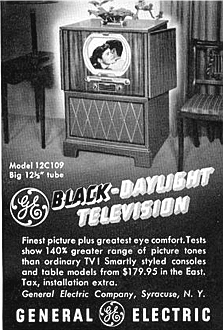 Model 12C109
Big 12½" tube
GE BLACK-DAYLIGHT
TELEVISION
Finest picture plus greatest eye comfort. Tests
show 140% greater range of picture tones
than ordinary TV! Smartly styled consoles
and table models from $179.95 in the East.
Tax, installation extra.
General Electric Company, Syracuse, N. Y.
GENERAL GE ELECTRIC